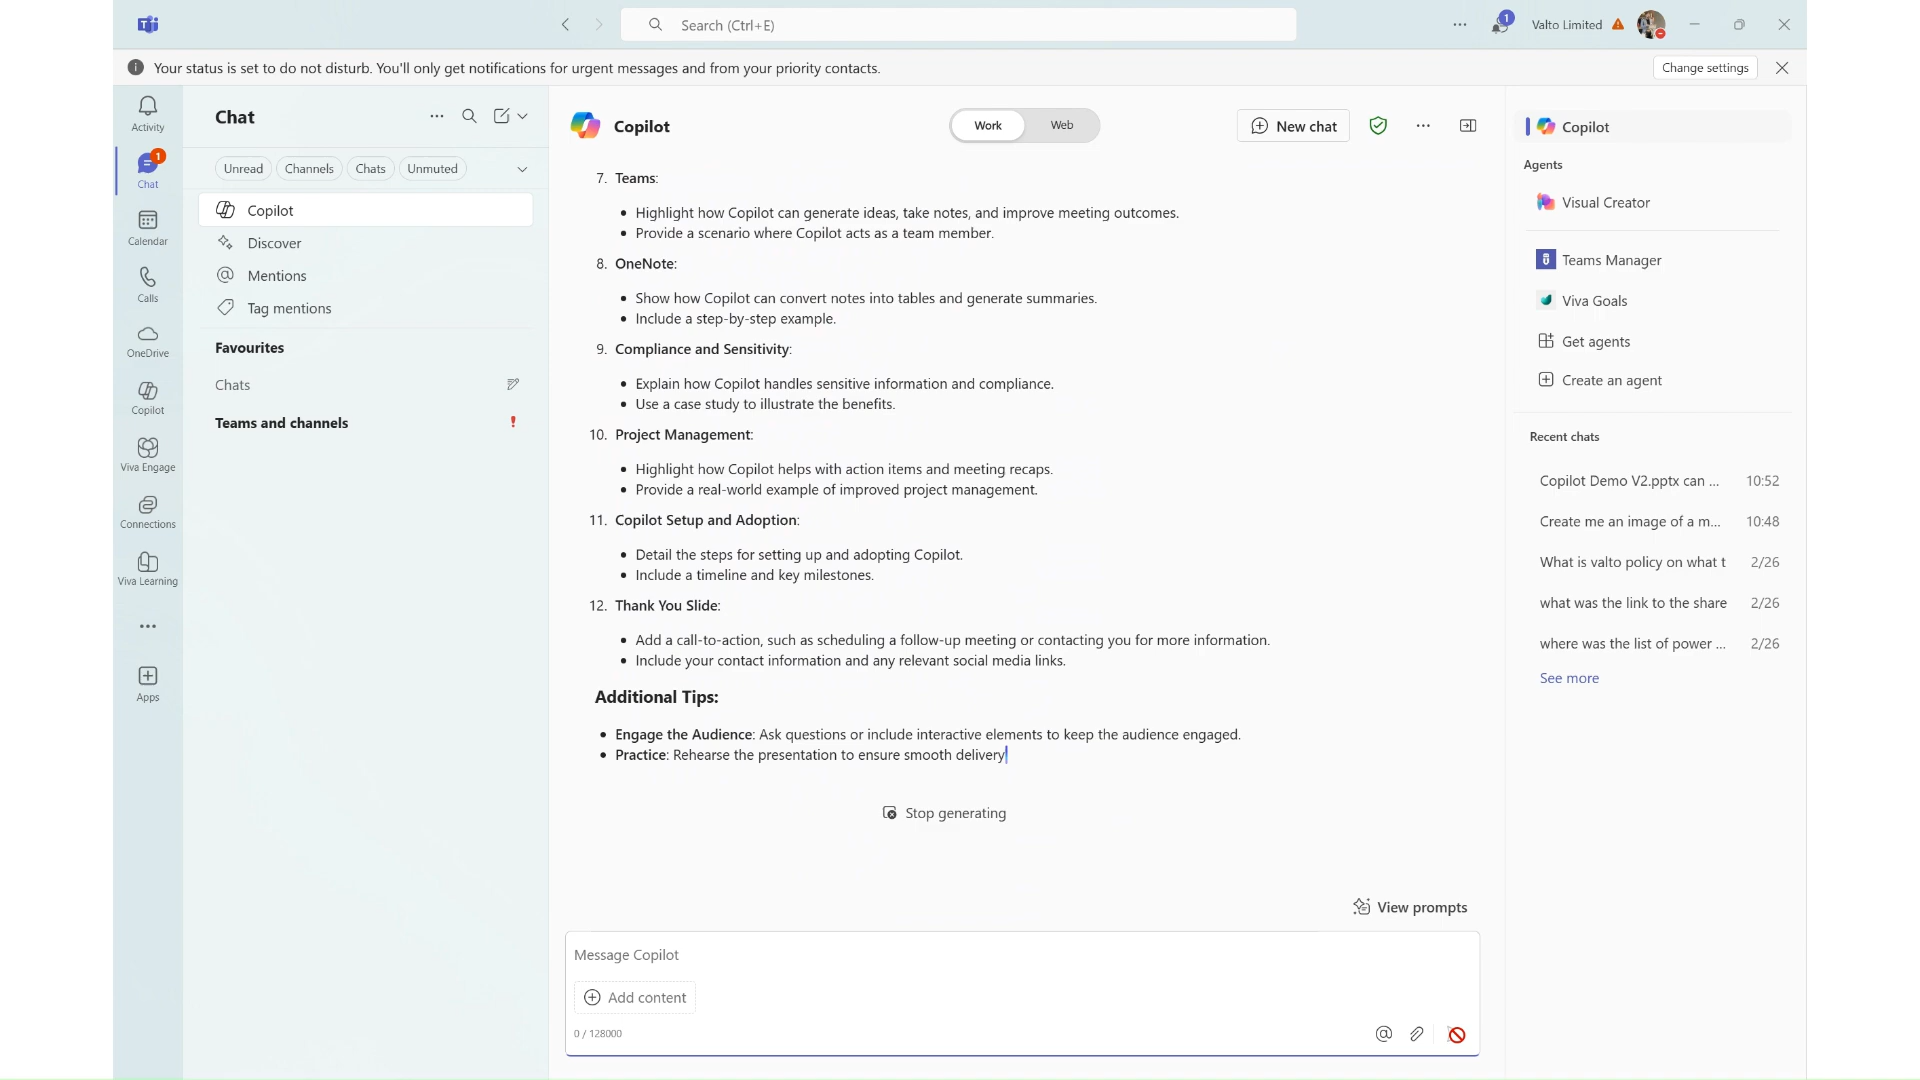 Search (Ctrl+E)
1
Valto Limited
Your status is set to do not disturb. You'll only get notifications for urgent messages and from your priority contacts.
Change settings
Activity
1
Chat
Calendar
Calls
OneDrive
Copilot
Viva Engage
Connections
Viva Learning
Apps
Chat
Unread
Channels
Chats
Unmuted
Copilot
Discover
Mentions
Tag mentions
Favourites
Chats
Teams and channels
Copilot
Work
Web
New chat
7. Teams:
• Highlight how Copilot can generate ideas, take notes, and improve meeting outcomes.
• Provide a scenario where Copilot acts as a team member.
8. OneNote:
• Show how Copilot can convert notes into tables and generate summaries.
• Include a step-by-step example.
9. Compliance and Sensitivity:
• Explain how Copilot handles sensitive information and compliance.
• Use a case study to illustrate the benefits.
10. Project Management:
• Highlight how Copilot helps with action items and meeting recaps.
• Provide a real-world example of improved project management.
11. Copilot Setup and Adoption:
• Detail the steps for setting up and adopting Copilot.
• Include a timeline and key milestones.
12. Thank You Slide:
• Add a call-to-action, such as scheduling a follow-up meeting or contacting you for more information.
• Include your contact information and any relevant social media links.
Additional Tips:
• Engage the Audience: Ask questions or include interactive elements to keep the audience engaged.
• Practice: Rehearse the presentation to ensure smooth delivery
Stop generating
View prompts
Message Copilot
Add content
0 / 128000
Copilot
Agents
Visual Creator
Teams Manager
Viva Goals
Get agents
Create an agent
Recent chats
Copilot Demo V2.pptx can ... 10:52
Create me an image of a m... 10:48
What is valto policy on what t 2/26
what was the link to the share 2/26
where was the list of power ... 2/26
See more